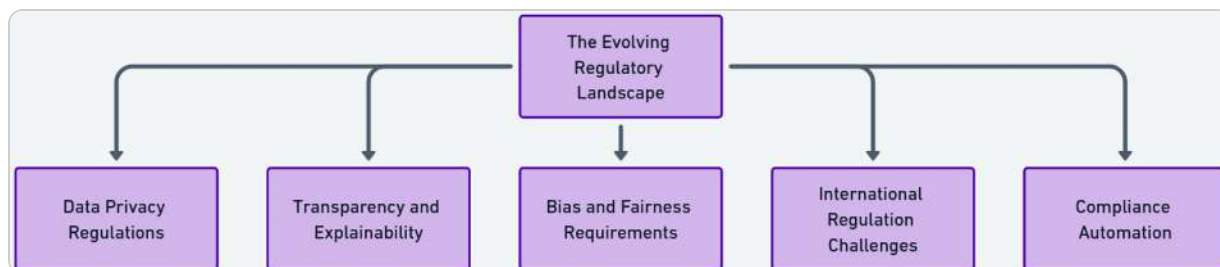 The Evolving
Regulatory
Landscape
Data Privacy
Regulations
Transparency and
Explainability
Bias and Fairness
Requirements
International
Regulation
Challenges
Compliance
Automation